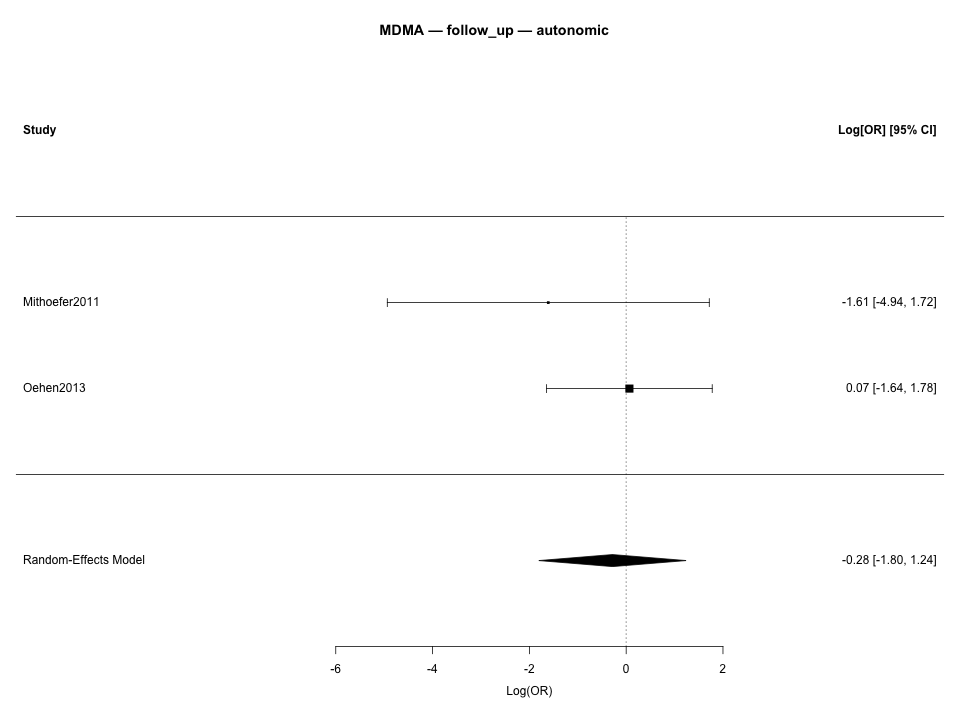 MDMA — follow_up — autonomic
Study Log[OR] [95% CI]
Mithoefer2011 -1.61 [-4.94, 1.72]
Oehen2013 0.07 [-1.64, 1.78]
Random-Effects Model -0.28 [-1.80, 1.24]
-6 -4 -2 0 2
Log(OR)